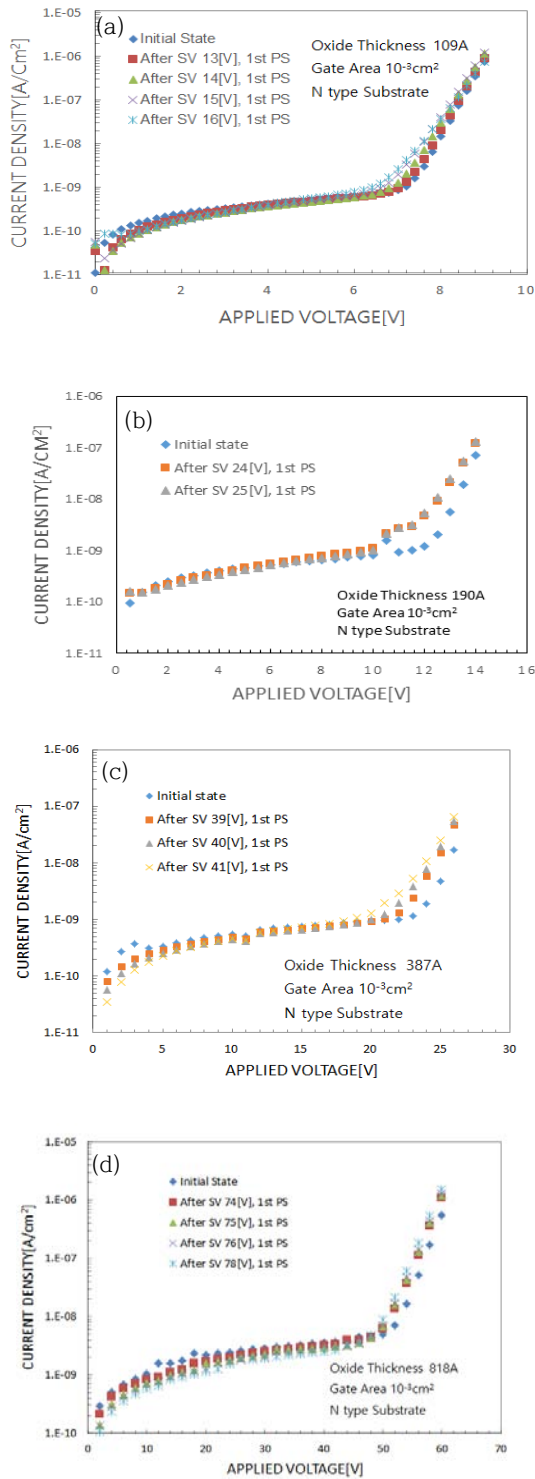 (a)
Initial State
After SV 13[V], 1st PS
After SV 14[V], 1st PS
After SV 15[V], 1st PS
After SV 16[V], 1st PS
Oxide Thickness 109A
Gate Area 10⁻³cm²
N type Substrate
CURRENT DENSITY[A/Cm²]
1.E-05
1.E-06
1.E-07
1.E-08
1.E-09
1.E-10
1.E-11
0 2 4 6 8 10
APPLIED VOLTAGE[V]
(b)
Initial state
After SV 24[V], 1st PS
After SV 25[V], 1st PS
Oxide Thickness 190A
Gate Area 10⁻³cm²
N type Substrate
CURRENT DENSITY[A/CM²]
1.E-06
1.E-07
1.E-08
1.E-09
1.E-10
1.E-11
0 2 4 6 8 10 12 14 16
APPLIED VOLTAGE[V]
(c)
Initial state
After SV 39[V], 1st PS
After SV 40[V], 1st PS
After SV 41[V], 1st PS
Oxide Thickness 387A
Gate Area 10⁻³cm²
N type Substrate
CURRENT DENSITY[A/cm²]
1.E-06
1.E-07
1.E-08
1.E-09
1.E-10
1.E-11
0 5 10 15 20 25 30
APPLIED VOLTAGE[V]
(d)
Initial State
After SV 74[V], 1st PS
After SV 75[V], 1st PS
After SV 76[V], 1st PS
After SV 78[V], 1st PS
Oxide Thickness 818A
Gate Area 10⁻³cm²
N type Substrate
CURRENT DENSITY[A/cm²]
1.E-05
1.E-06
1.E-07
1.E-08
1.E-09
1.E-10
0 10 20 30 40 50 60 70
APPLIED VOLTAGE[V]